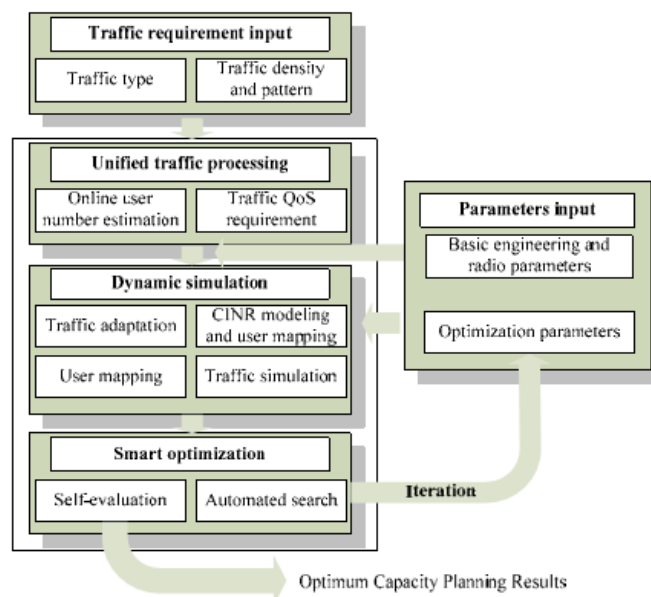 Traffic requirement input
Traffic type
Traffic density
and pattern
Unified traffic processing
Online user
number estimation
Traffic QoS
requirement
Dynamic simulation
Traffic adaptation
CINR modeling
and user mapping
User mapping
Traffic simulation
Smart optimization
Self-evaluation
Automated search
Parameters input
Basic engineering and
radio parameters
Optimization parameters
Iteration
Optimum Capacity Planning Results